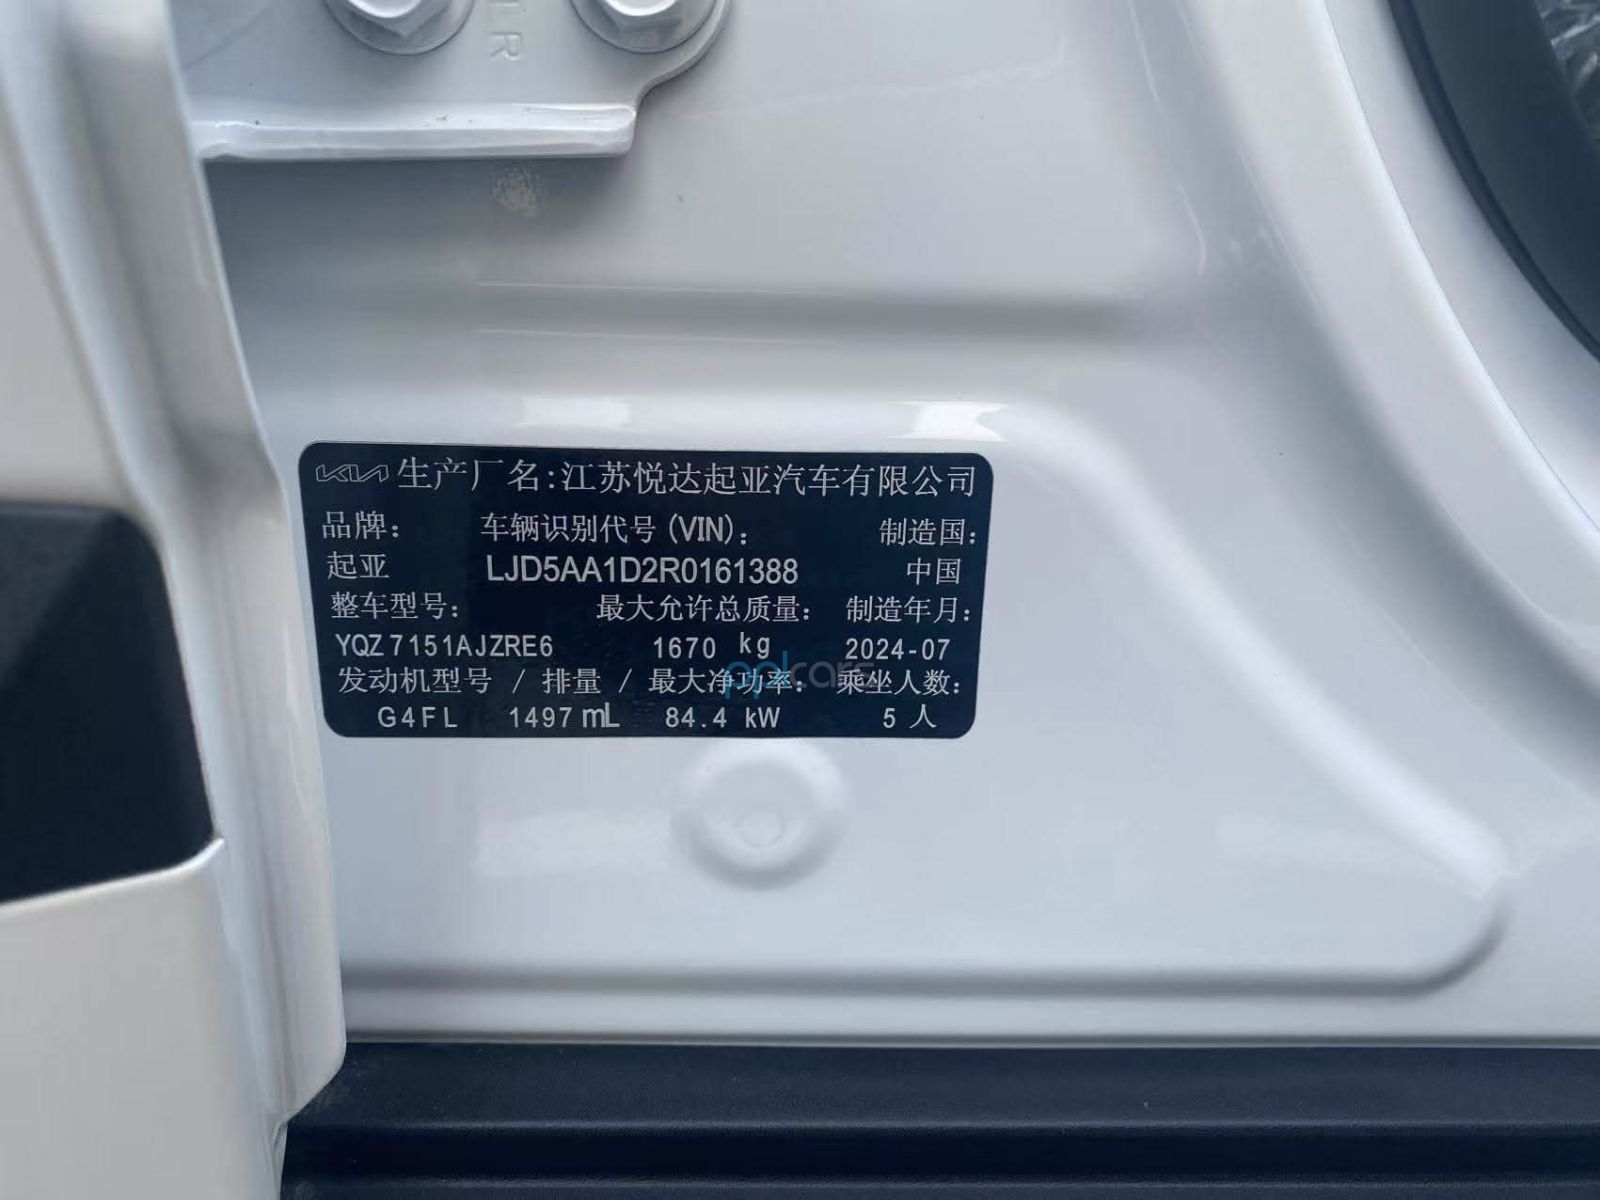 TR
KIA 生产厂名:江苏悦达起亚汽车有限公司
品牌: 车辆识别代号(VIN): 制造国:
起亚 LJD5AA1D2R0161388 中国
整车型号: 最大允许总质量: 制造年月:
YQZ7151AJZRE6 1670 kg 2024-07
pplcars
发动机型号 / 排量 / 最大净功率: 乘坐人数:
G4FL 1497 mL 84.4 kW 5 人